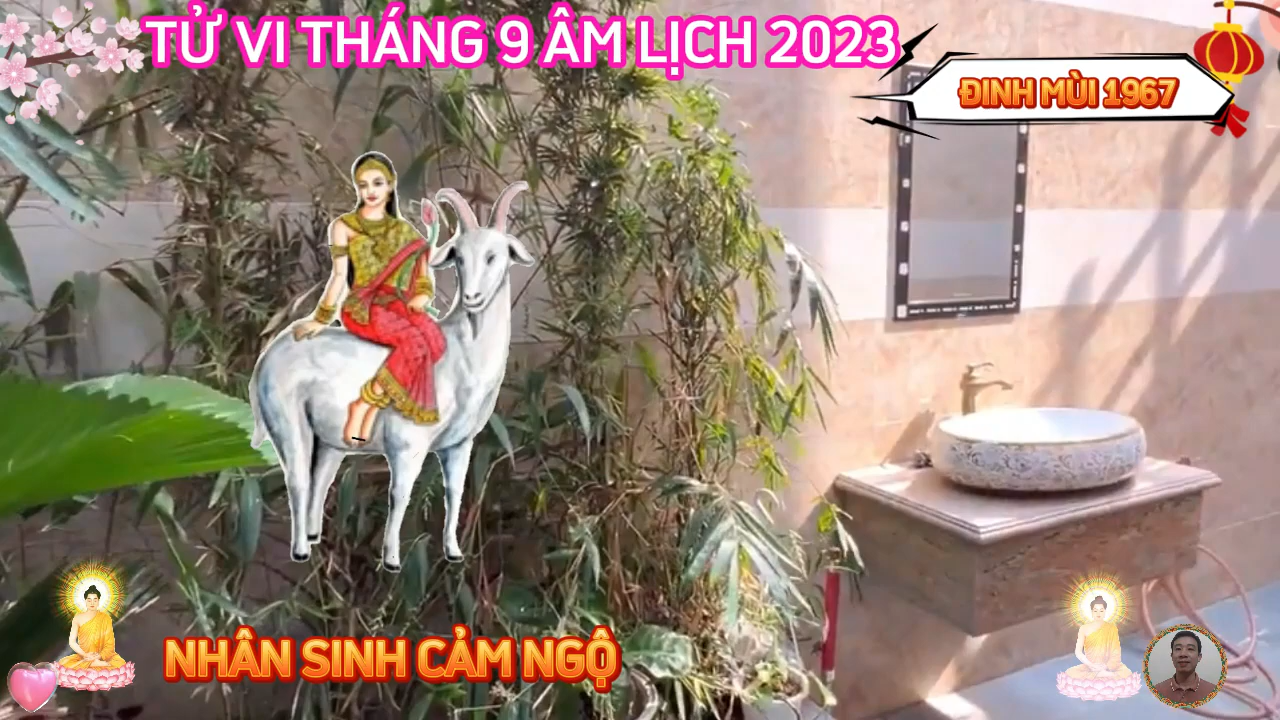 TỬ VI THÁNG 9 ÂM LỊCH 2023
ĐINH MÙI 1967
NHÂN SINH CẢM NGỘ